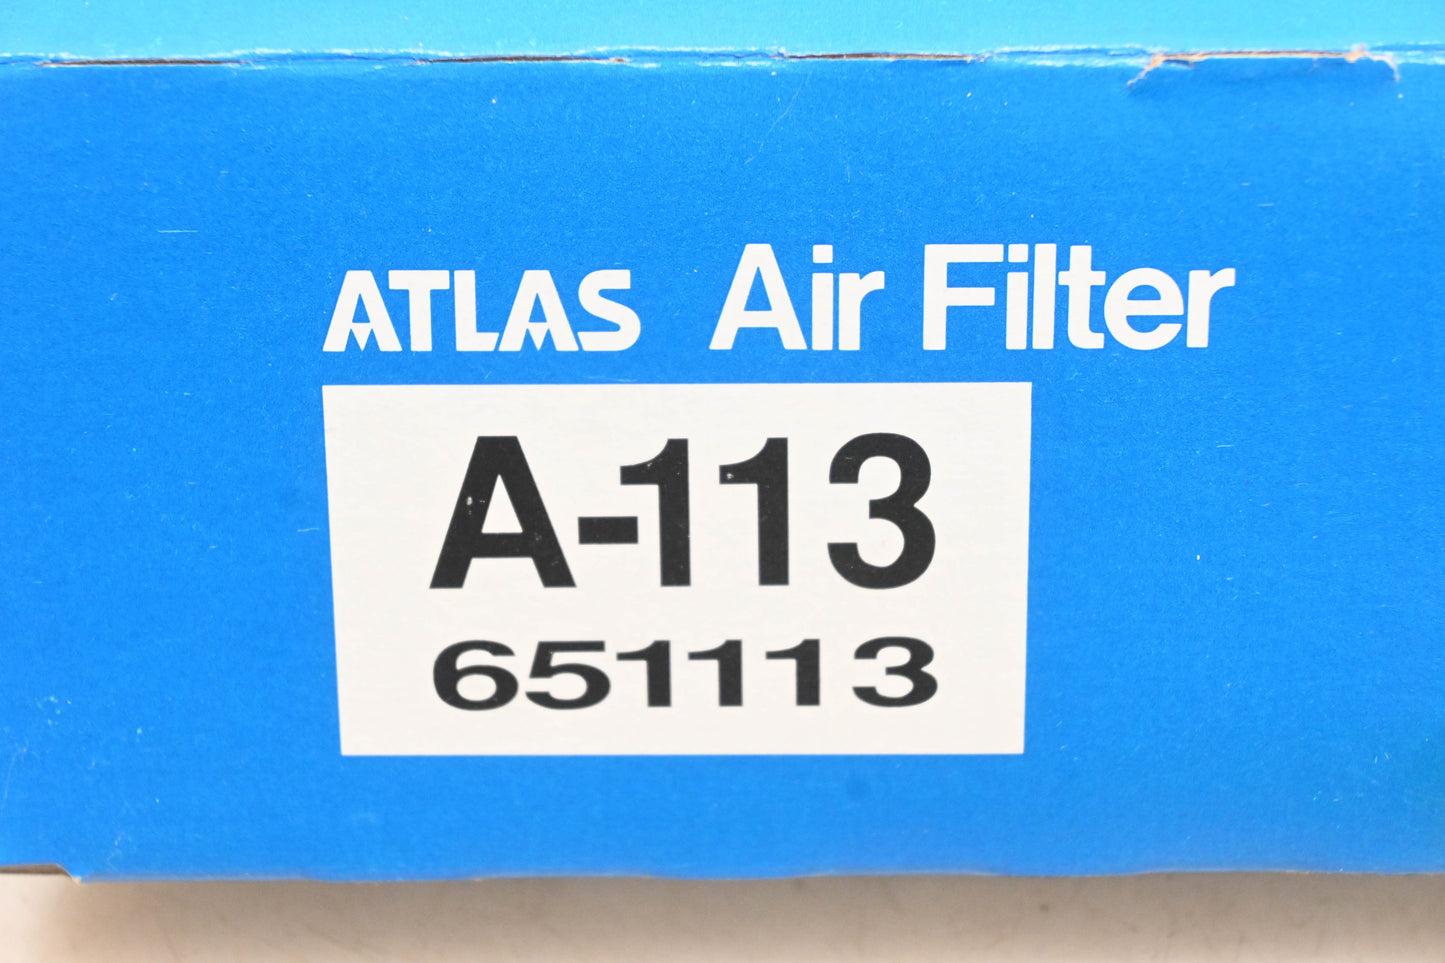 ATLAS Air Filter
A-113
651113